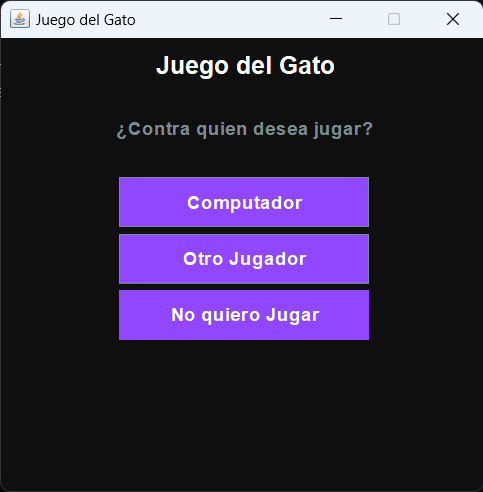 Juego del Gato
Juego del Gato
¿Contra quien desea jugar?
Computador
Otro Jugador
No quiero Jugar